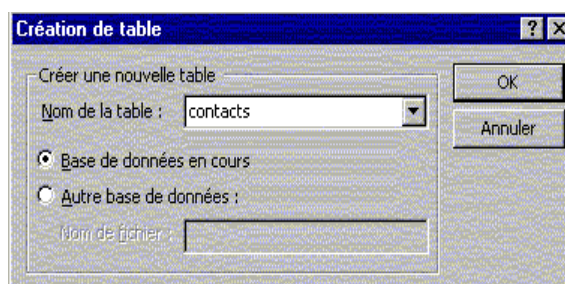 Création de table
Créer une nouvelle table
OK
Nom de la table : contacts
Annuler
Base de données en cours
Autre base de données :
Nom de fichier :